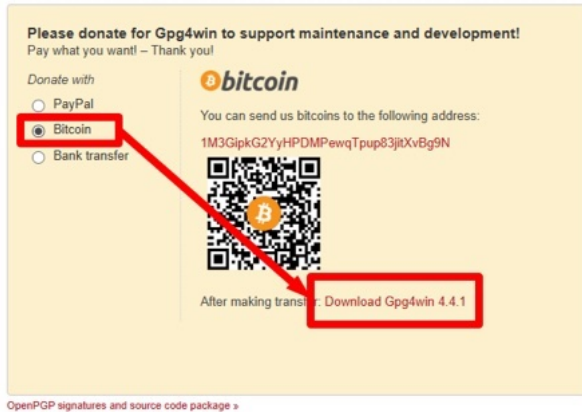 Please donate for Gpg4win to support maintenance and development!
Pay what you want! – Thank you!
Donate with
PayPal
Bitcoin
Bank transfer
bitcoin
You can send us bitcoins to the following address:
1M3GipkG2YyHPDMPewqTpup83jitXvBg9N
After making transfer: Download Gpg4win 4.4.1
OpenPGP signatures and source code package »